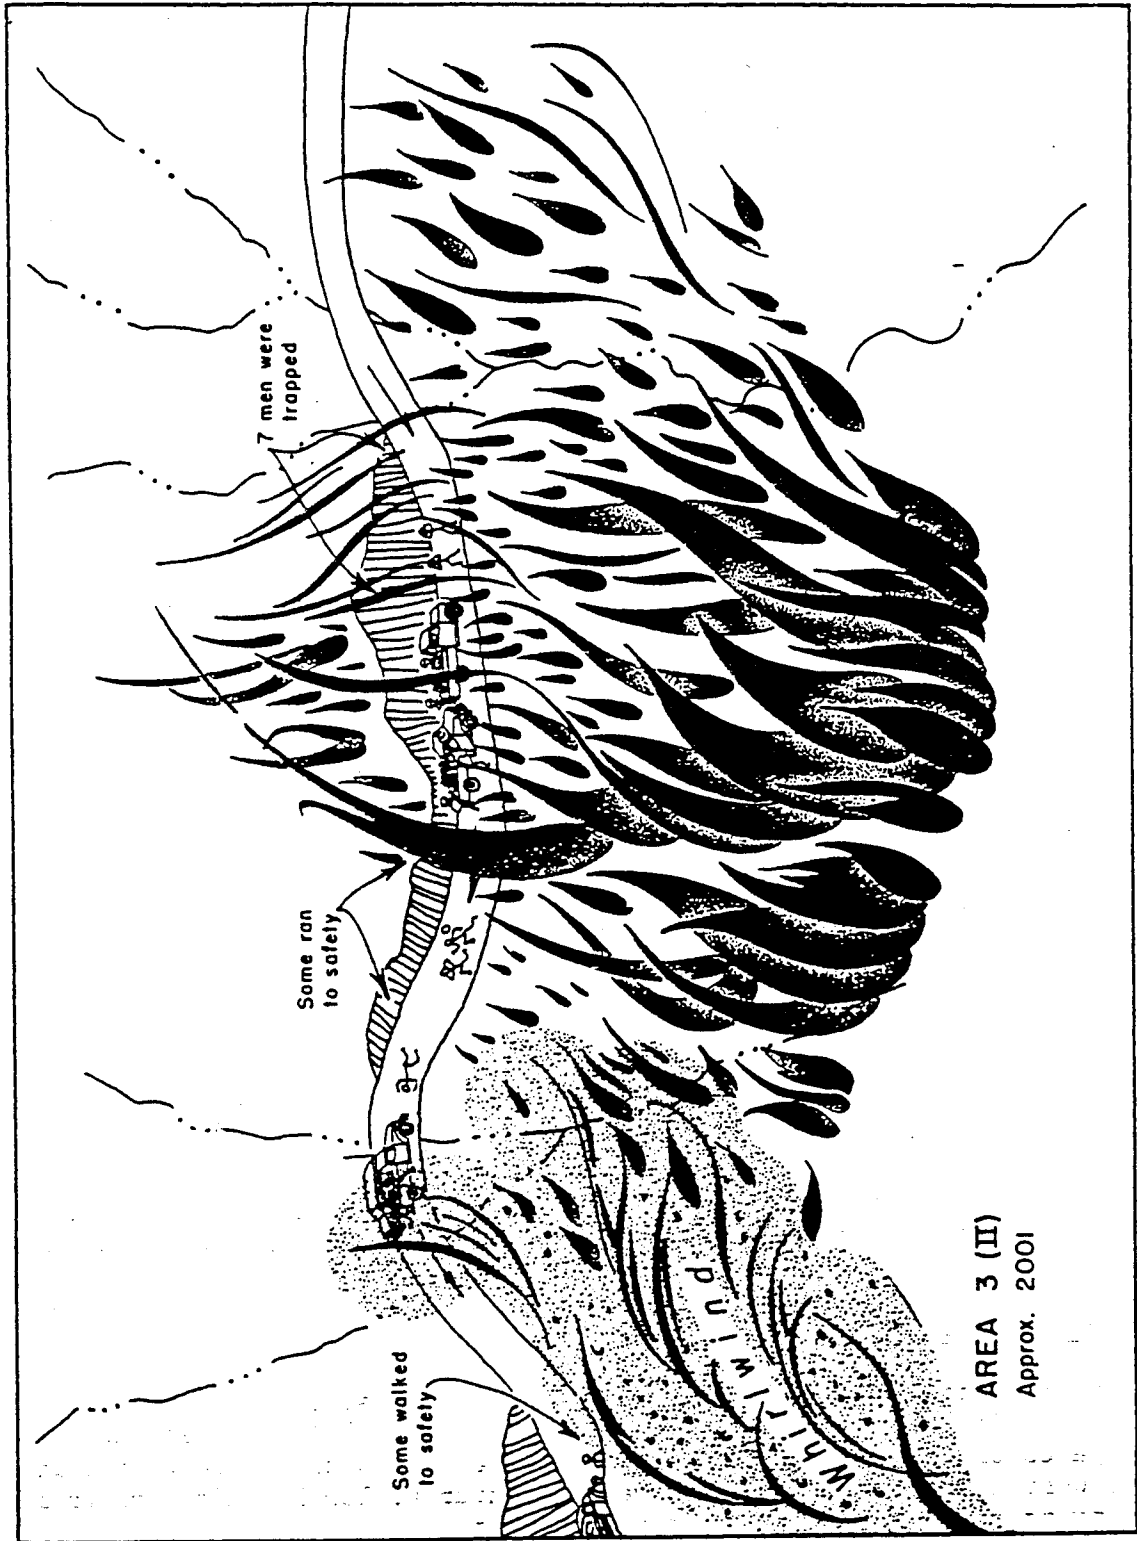 7 men were
trapped
Some ran
to safety
Some walked
to safety
Whirlwind
AREA 3 (II)
Approx. 2001